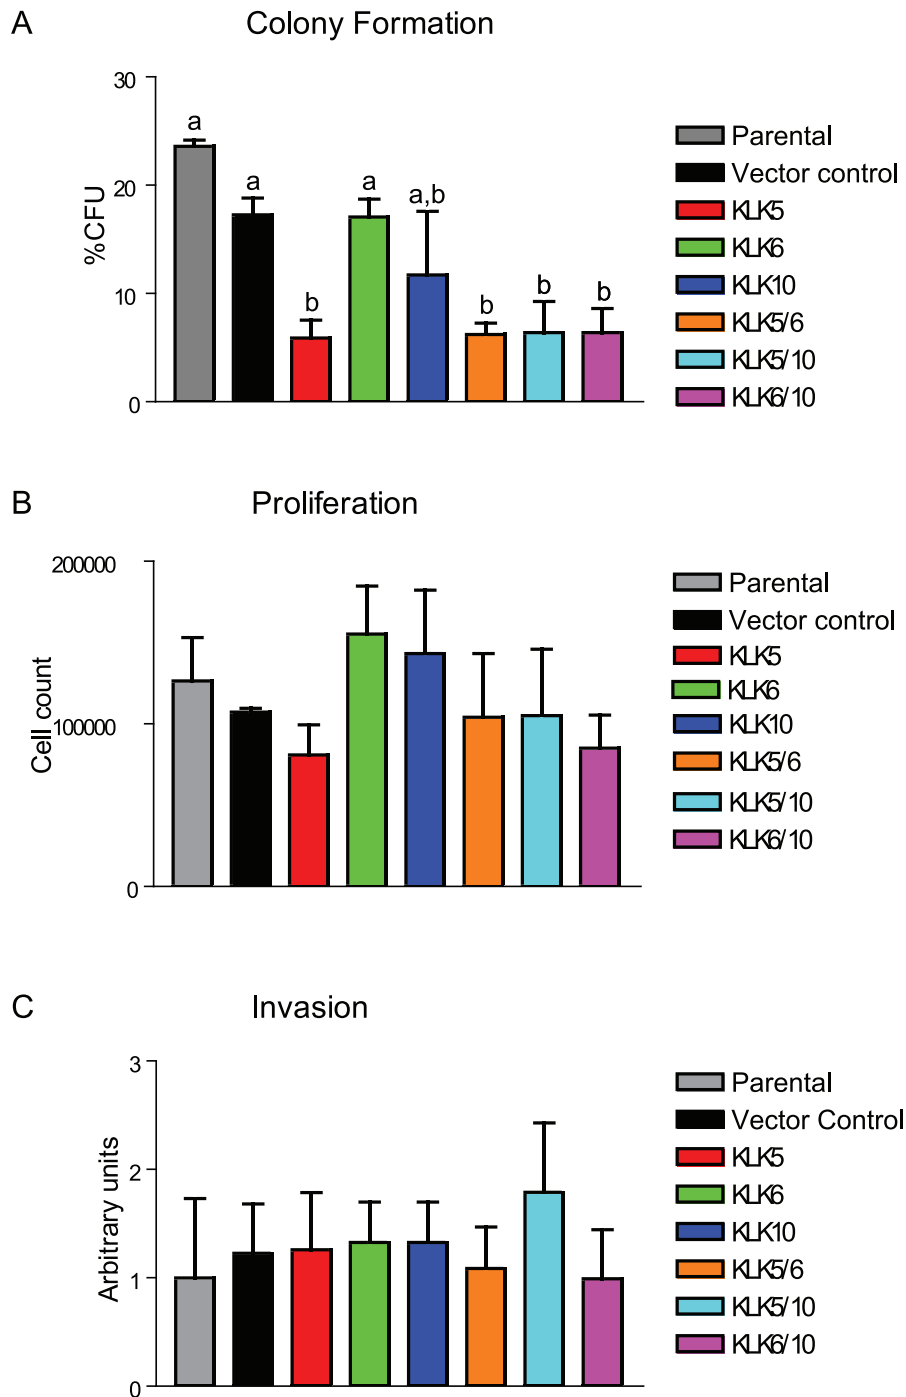 A
Colony Formation
30
20
10
0
%CFU
a
a
b
a
a,b
b
b
b
Parental
Vector control
KLK5
KLK6
KLK10
KLK5/6
KLK5/10
KLK6/10
B
Proliferation
200000
100000
0
Cell count
Parental
Vector control
KLK5
KLK6
KLK10
KLK5/6
KLK5/10
KLK6/10
C
Invasion
3
2
1
0
Arbitrary units
Parental
Vector Control
KLK5
KLK6
KLK10
KLK5/6
KLK5/10
KLK6/10